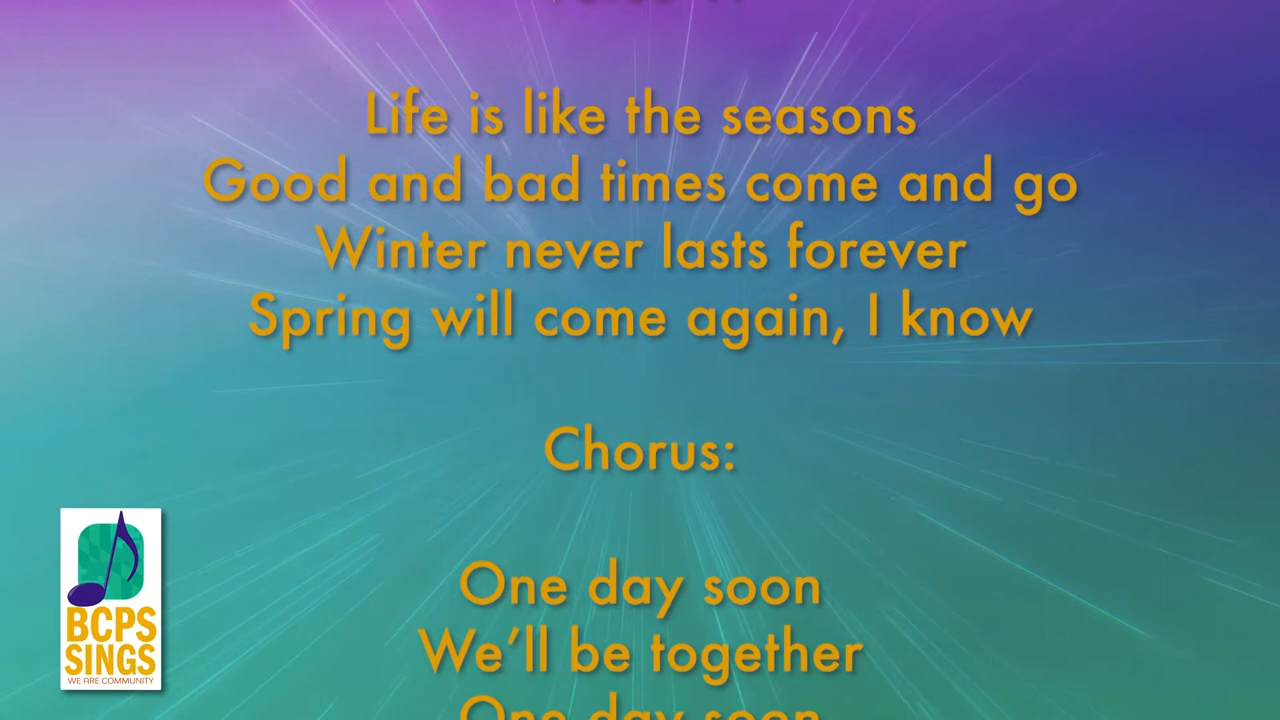 Life is like the seasons
Good and bad times come and go
Winter never lasts forever
Spring will come again, I know
Chorus:
One day soon
We’ll be together
One day soon
BCPS
SINGS
WE ARE COMMUNITY